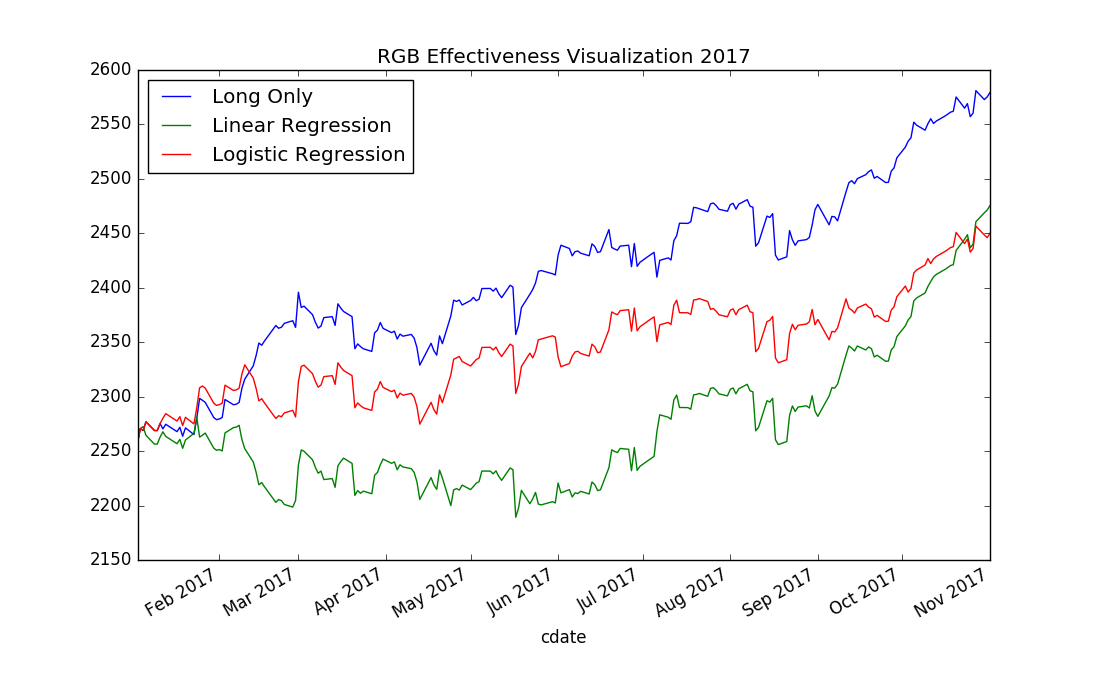 RGB Effectiveness Visualization 2017
Long Only
Linear Regression
Logistic Regression
2600
2550
2500
2450
2400
2350
2300
2250
2200
2150
Feb 2017
Mar 2017
Apr 2017
May 2017
Jun 2017
Jul 2017
Aug 2017
Sep 2017
Oct 2017
Nov 2017
cdate